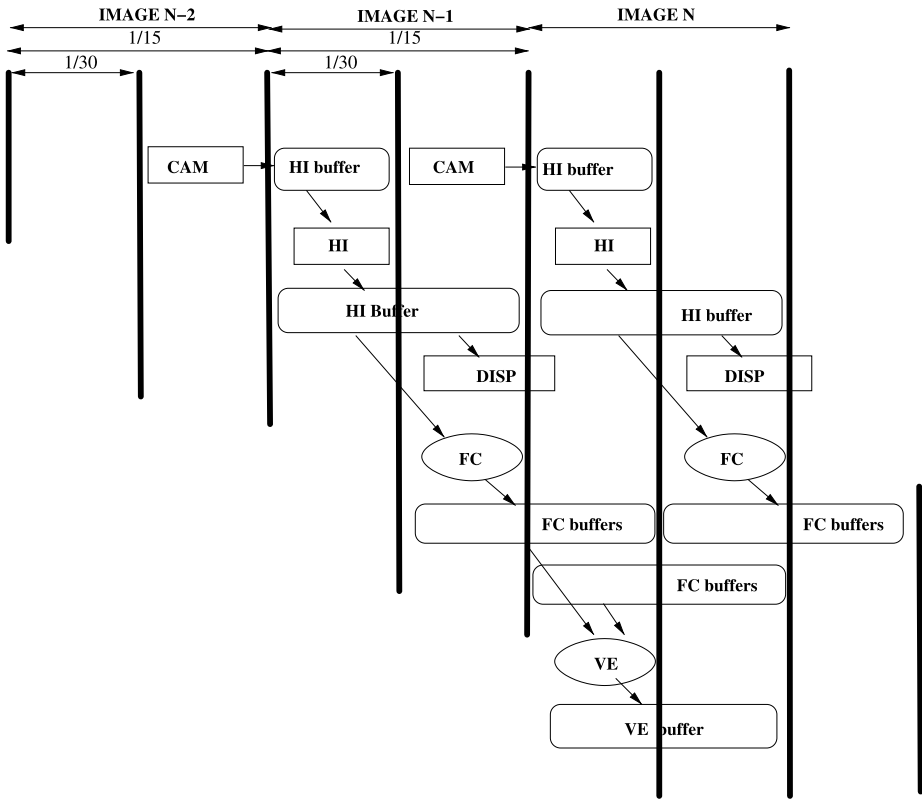 IMAGE N−2
IMAGE N−1
IMAGE N
1/15
1/15
1/30
1/30
CAM
HI buffer
CAM
HI buffer
HI
HI
HI Buffer
HI buffer
DISP
DISP
FC
FC
FC buffers
FC buffers
FC buffers
VE
VE buffer